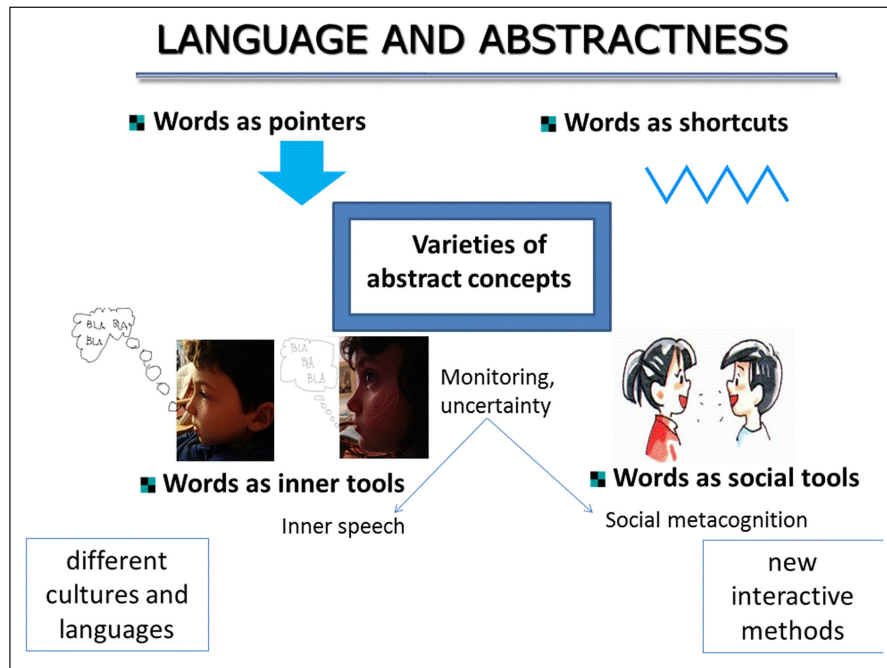 LANGUAGE AND ABSTRACTNESS
Words as pointers
Words as shortcuts
Varieties of
abstract concepts
BLA BLA
BLA
BLA
BLA
BLA
Monitoring,
uncertainty
Words as inner tools
Words as social tools
Inner speech
Social metacognition
different
cultures and
languages
new
interactive
methods